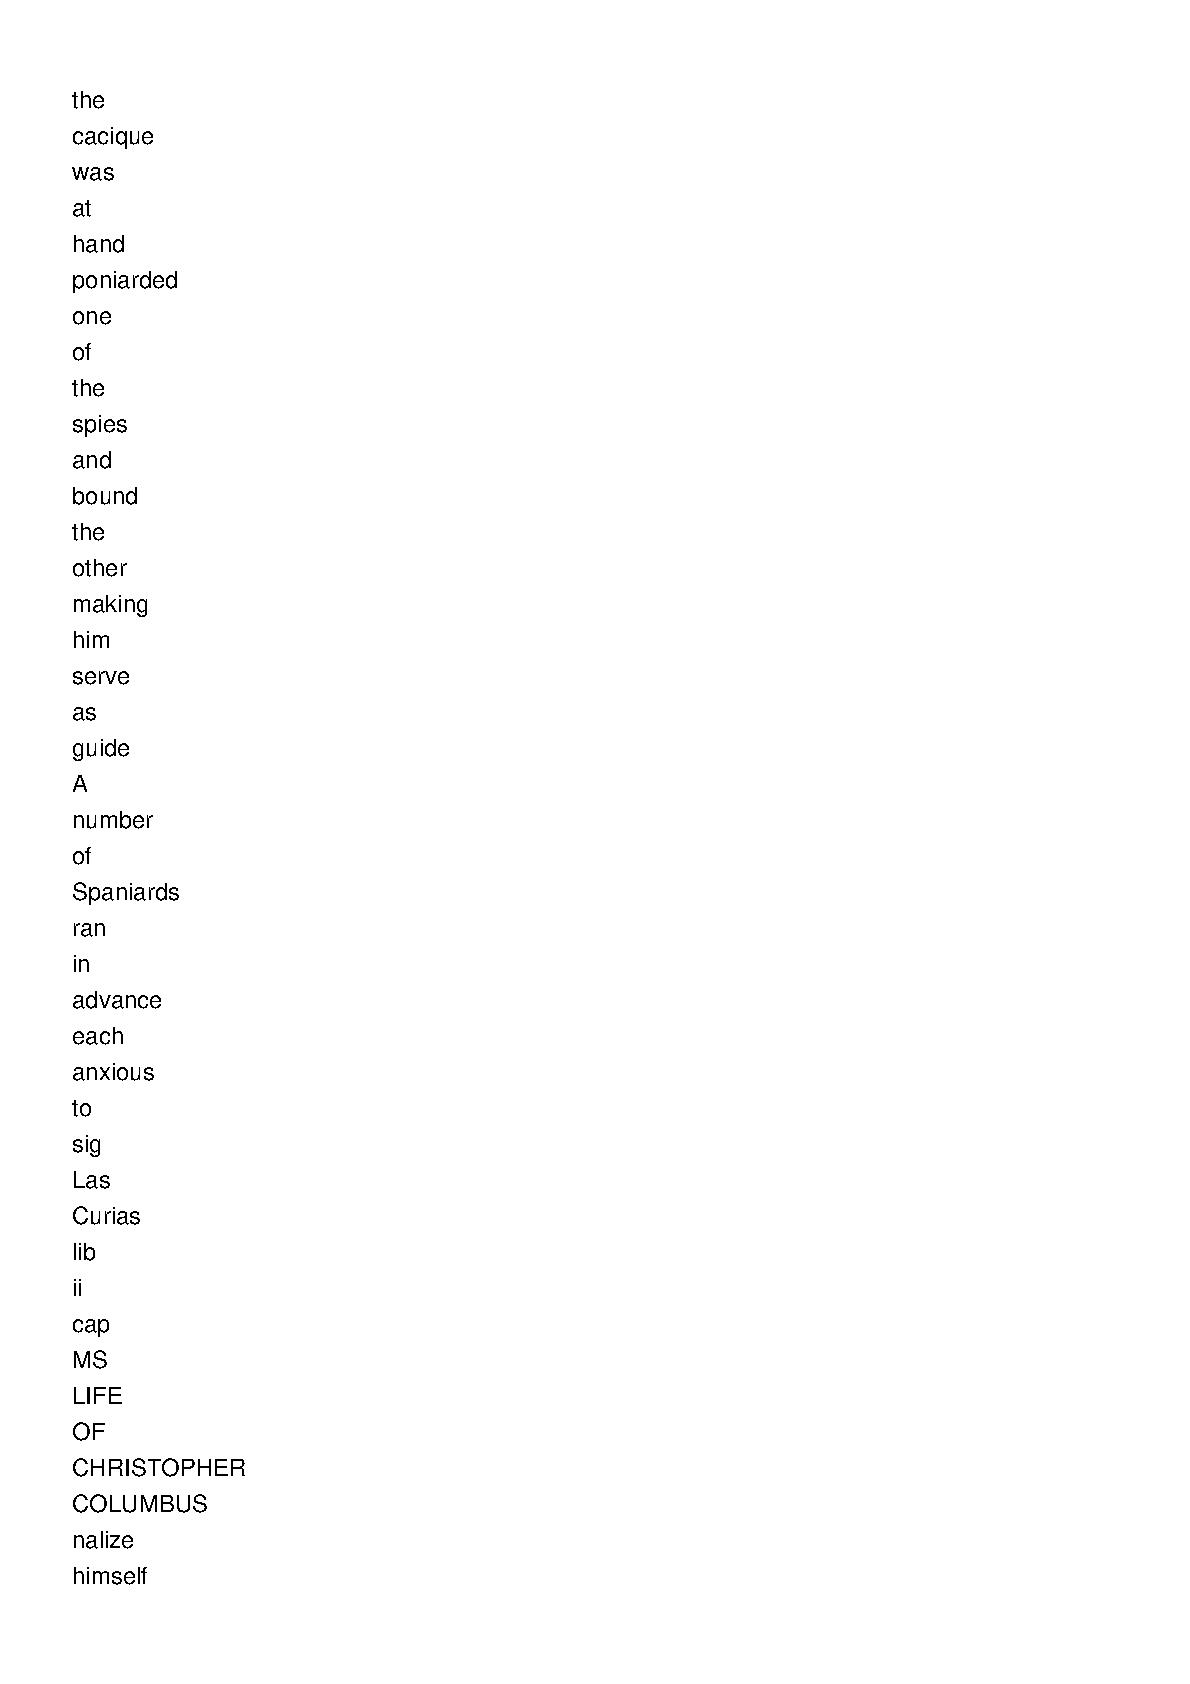 the
cacique
was
at
hand
poniarded
one
of
the
spies
and
bound
the
other
making
him
serve
as
guide
A
number
of
Spaniards
ran
in
advance
each
anxious
to
sig
Las
Curias
lib
ii
cap
MS
LIFE
OF
CHRISTOPHER
COLUMBUS
nalize
himself